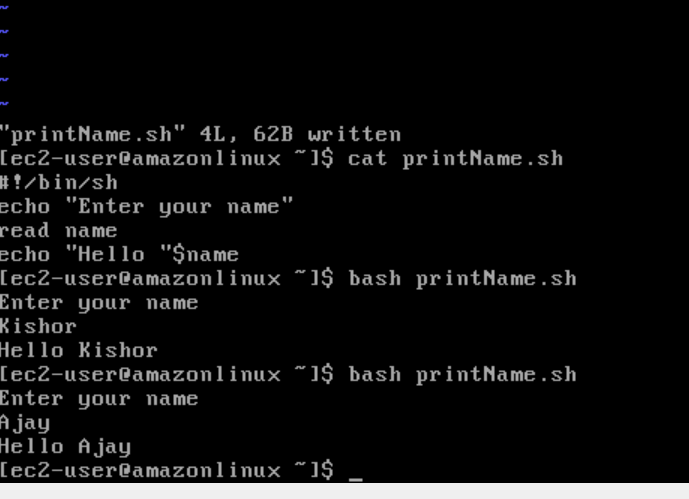 ~
~
~
~
~
"printName.sh" 4L, 62B written
[ec2-user@amazonlinux ~]$ cat printName.sh
#!/bin/sh
echo "Enter your name"
read name
echo "Hello "$name
[ec2-user@amazonlinux ~]$ bash printName.sh
Enter your name
Kishor
Hello Kishor
[ec2-user@amazonlinux ~]$ bash printName.sh
Enter your name
Ajay
Hello Ajay
[ec2-user@amazonlinux ~]$ _